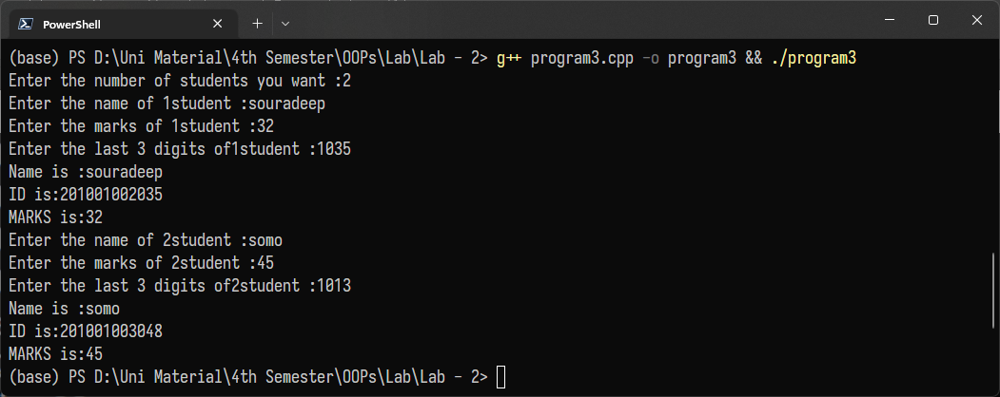 PowerShell
(base) PS D:\Uni Material\4th Semester\OOPs\Lab\Lab - 2> g++ program3.cpp -o program3 && ./program3
Enter the number of students you want :2
Enter the name of 1student :souradeep
Enter the marks of 1student :32
Enter the last 3 digits of1student :1035
Name is :souradeep
ID is:201001002035
MARKS is:32
Enter the name of 2student :somo
Enter the marks of 2student :45
Enter the last 3 digits of2student :1013
Name is :somo
ID is:201001003048
MARKS is:45
(base) PS D:\Uni Material\4th Semester\OOPs\Lab\Lab - 2>